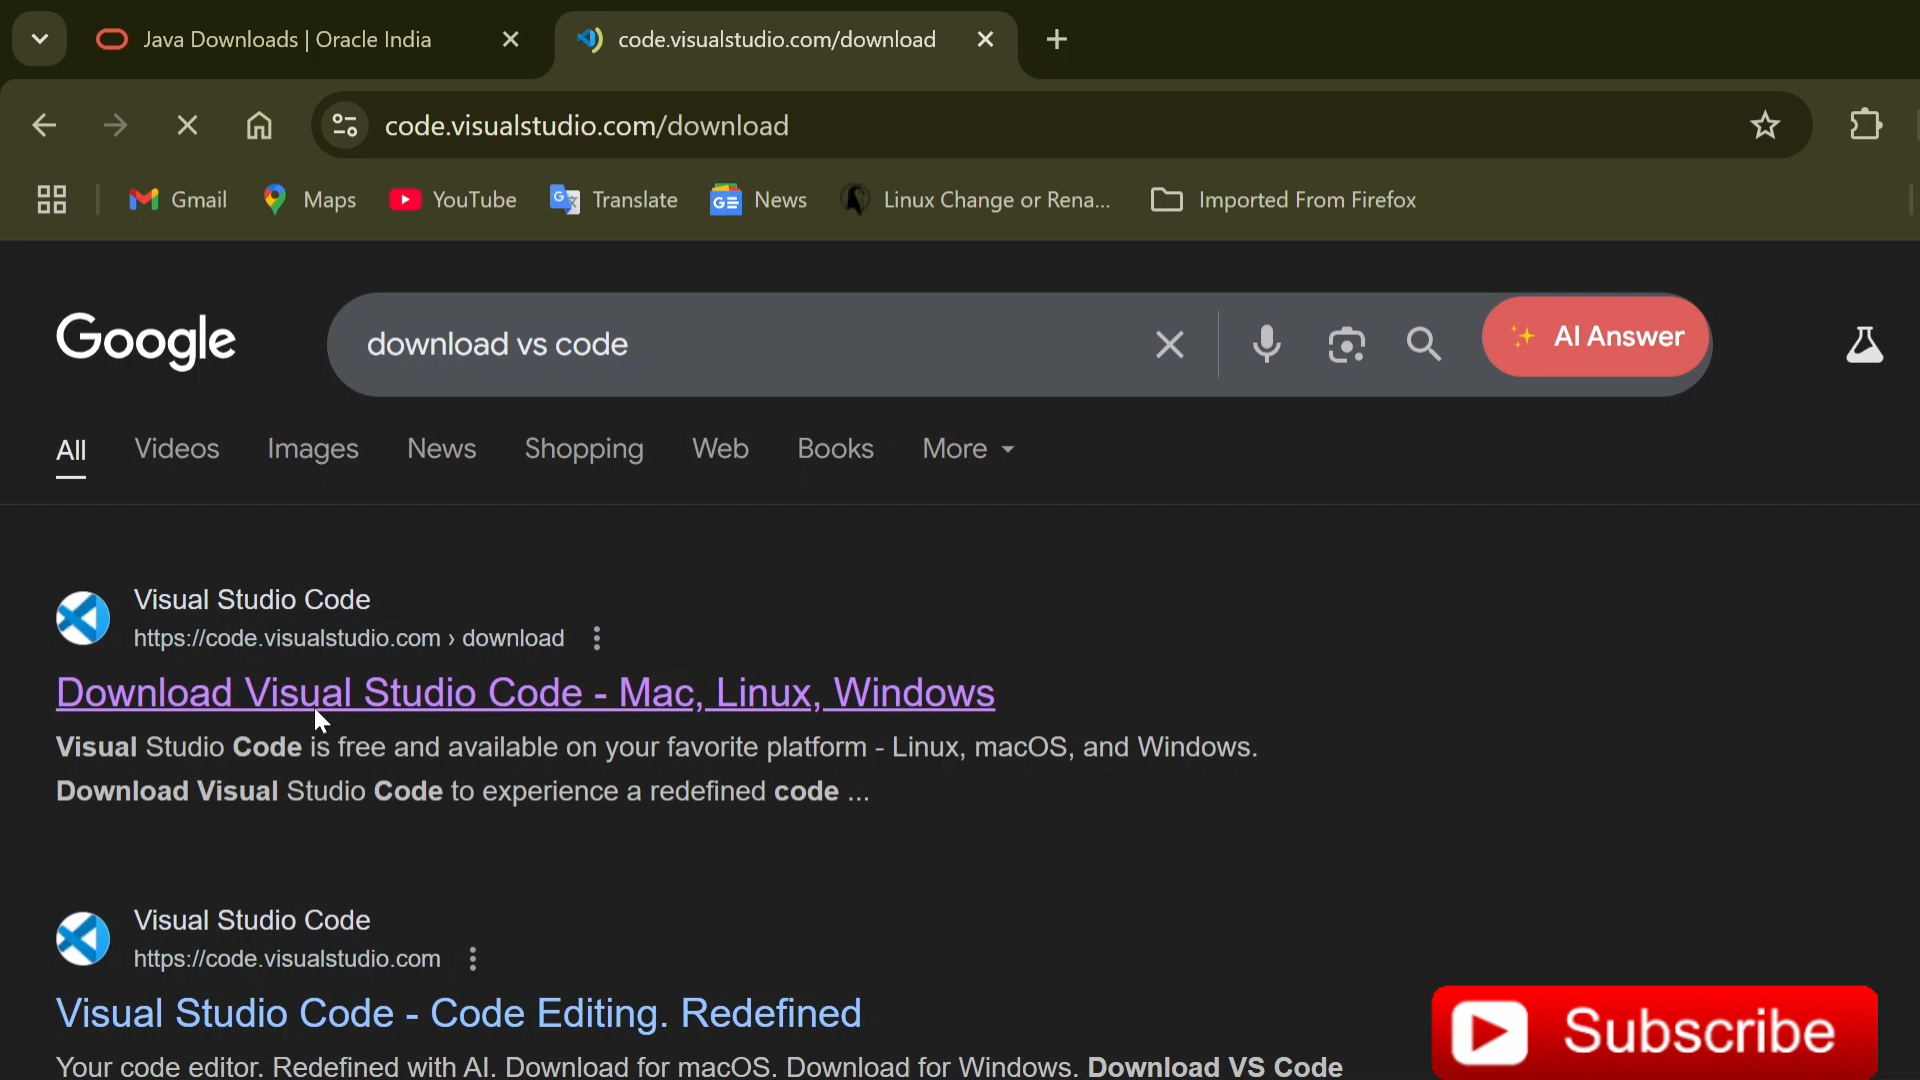 Java Downloads | Oracle India
code.visualstudio.com/download
code.visualstudio.com/download
Gmail
Maps
YouTube
Translate
News
Linux Change or Rena...
Imported From Firefox
Google
download vs code
AI Answer
All
Videos
Images
News
Shopping
Web
Books
More
Visual Studio Code
https://code.visualstudio.com › download
Download Visual Studio Code - Mac, Linux, Windows
Visual Studio Code is free and available on your favorite platform - Linux, macOS, and Windows.
Download Visual Studio Code to experience a redefined code ...
Visual Studio Code
https://code.visualstudio.com
Visual Studio Code - Code Editing. Redefined
Your code editor. Redefined with AI. Download for macOS. Download for Windows. Download VS Code
Subscribe